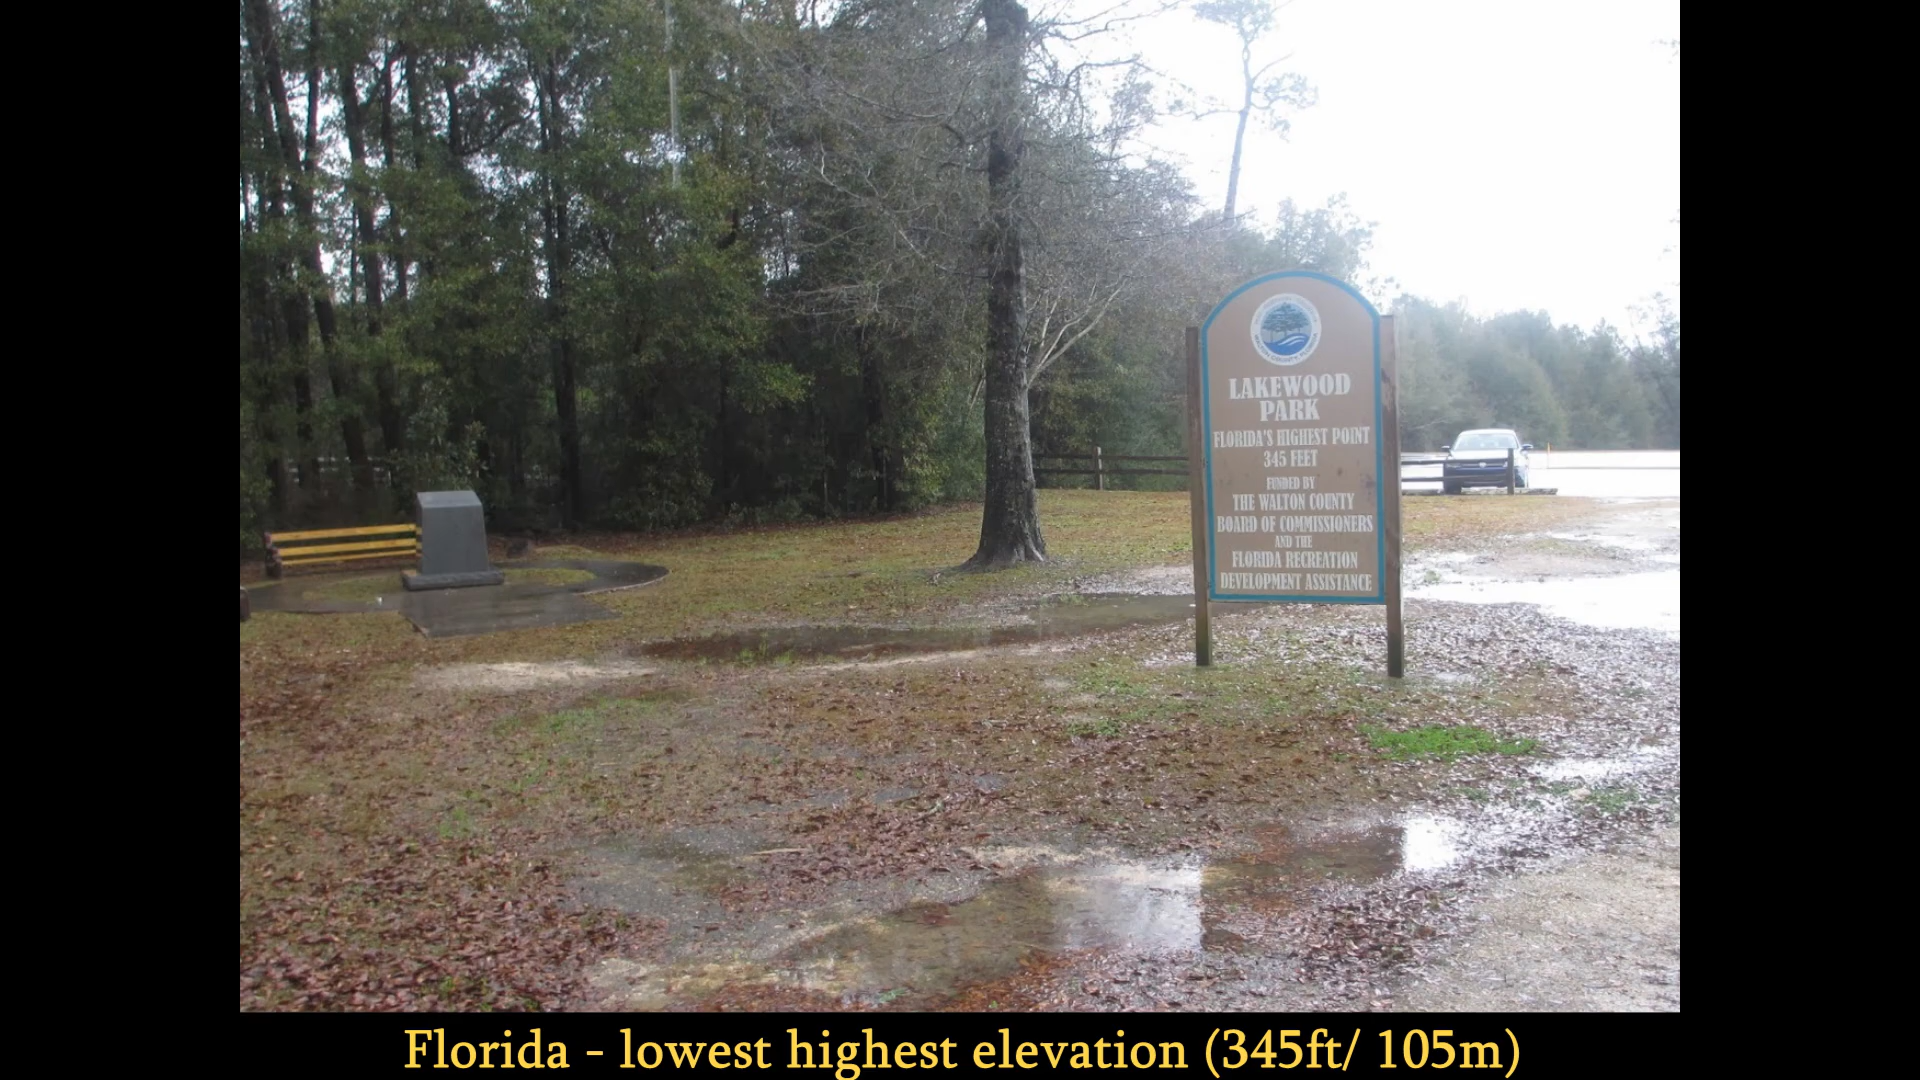 LAKEWOOD
PARK
FLORIDA'S HIGHEST POINT
345 FEET
FUNDED BY
THE WALTON COUNTY
BOARD OF COMMISSIONERS
AND THE
FLORIDA RECREATION
DEVELOPMENT ASSISTANCE
Florida - lowest highest elevation (345ft/ 105m)